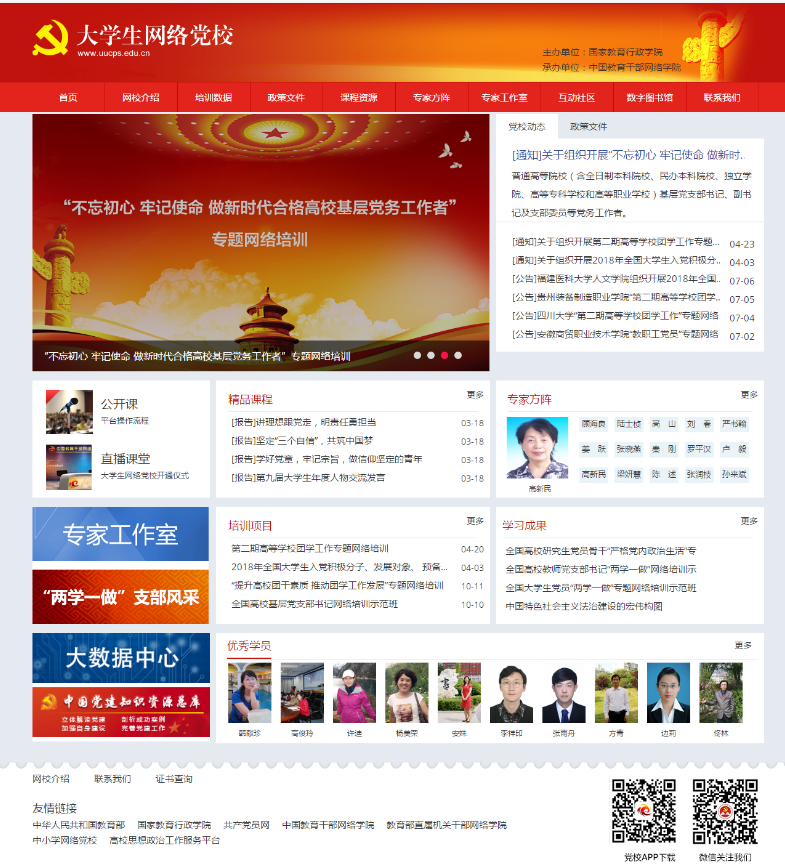 大学生网络党校
www.uucps.edu.cn
主办单位：国家教育行政学院
承办单位：中国教育干部网络学院
首页 网校介绍 培训数据 政策文件 课程资源 专家方阵 专家工作室 互动社区 数字图书馆 联系我们
“不忘初心 牢记使命 做新时代合格高校基层党务工作者”
专题网络培训
“不忘初心 牢记使命 做新时代合格高校基层党务工作者”专题网络培训
党校动态 政策文件
[通知]关于组织开展“不忘初心 牢记使命 做新时..
普通高等院校（含全日制本科院校、民办本科院校、独立学
院、高等专科学校和高等职业学校）基层党支部书记、副书
记及支部委员等党务工作者。
[通知]关于组织开展第二期高等学校团学工作专题... 04-23
[通知]关于组织开展2018年全国大学生入党积极分.. 04-03
[公告]福建医科大学人文学院组织开展2018年全国.. 07-06
[公告]贵州装备制造职业学院“第二期高等学校团学.. 07-05
[公告]四川大学“第二期高等学校团学工作”专题网络 07-04
[公告]安徽商贸职业技术学院“教职工党员”专题网络 07-02
公开课
平台操作流程
直播课堂
大学生网络党校开通仪式
精品课程 更多
[报告]讲理想跟党走，明责任勇担当 03-18
[报告]坚定“三个自信”，共筑中国梦 03-18
[报告]学好党章，牢记宗旨，做信仰坚定的青年 03-18
[报告]第九届大学生年度人物交流发言 03-18
专家方阵 更多
顾海良 陆士桢 高 山 刘 春 严书翰
姜 跃 张晓燕 秦 刚 罗平汉 卢 毅
高新民 梁妍慧 陈 述 张润枝 孙来斌
高新民
专家工作室
“两学一做”支部风采
培训项目 更多
第二期高等学校团学工作专题网络培训 04-20
2018年全国大学生入党积极分子、发展对象、 预备... 04-03
“提升高校团干素质 推动团学工作发展”专题网络培训 10-11
全国高校基层党支部书记网络培训示范班 10-10
学习成果 更多
全国高校研究生党员骨干“严格党内政治生活”专
全国高校教师党支部书记“两学一做”网络培训示
全国大学生党员“两学一做”专题网络培训示范班
中国特色社会主义法治建设的宏伟构图
大数据中心
中国党建知识资源总库
立体解读党建 剖析成功案例
加强自身建设 完善党建工作
优秀学员 更多
高俊玲 许迪 杨美荣 安姝 李祥印 张雨舟 方青 边莉 佟林
网校介绍 联系我们 证书查询
友情链接
中华人民共和国教育部 国家教育行政学院 共产党员网 中国教育干部网络学院 教育部直属机关干部网络学院
中小学网络党校 高校思想政治工作服务平台
党校APP下载 微信关注我们